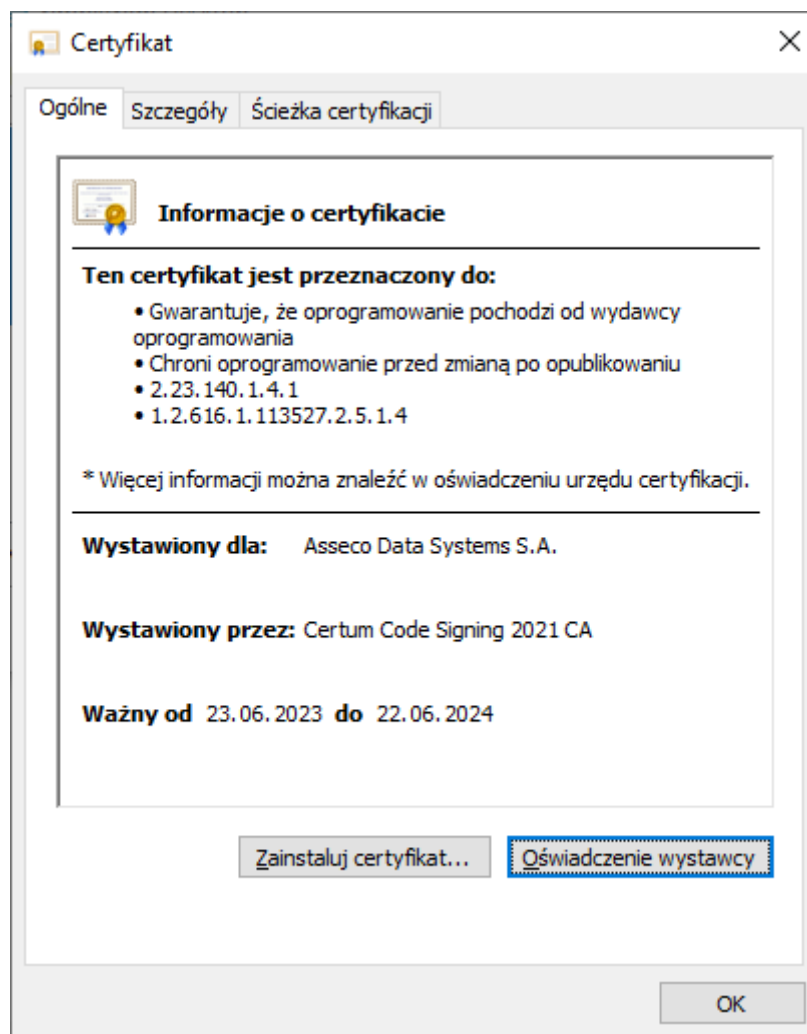 Certyfikat
Ogólne Szczegóły Ścieżka certyfikacji
Informacje o certyfikacie
Ten certyfikat jest przeznaczony do:
• Gwarantuje, że oprogramowanie pochodzi od wydawcy
oprogramowania
• Chroni oprogramowanie przed zmianą po opublikowaniu
• 2.23.140.1.4.1
• 1.2.616.1.113527.2.5.1.4
* Więcej informacji można znaleźć w oświadczeniu urzędu certyfikacji.
Wystawiony dla: Asseco Data Systems S.A.
Wystawiony przez: Certum Code Signing 2021 CA
Ważny od 23.06.2023 do 22.06.2024
Zainstaluj certyfikat... Oświadczenie wystawcy
OK